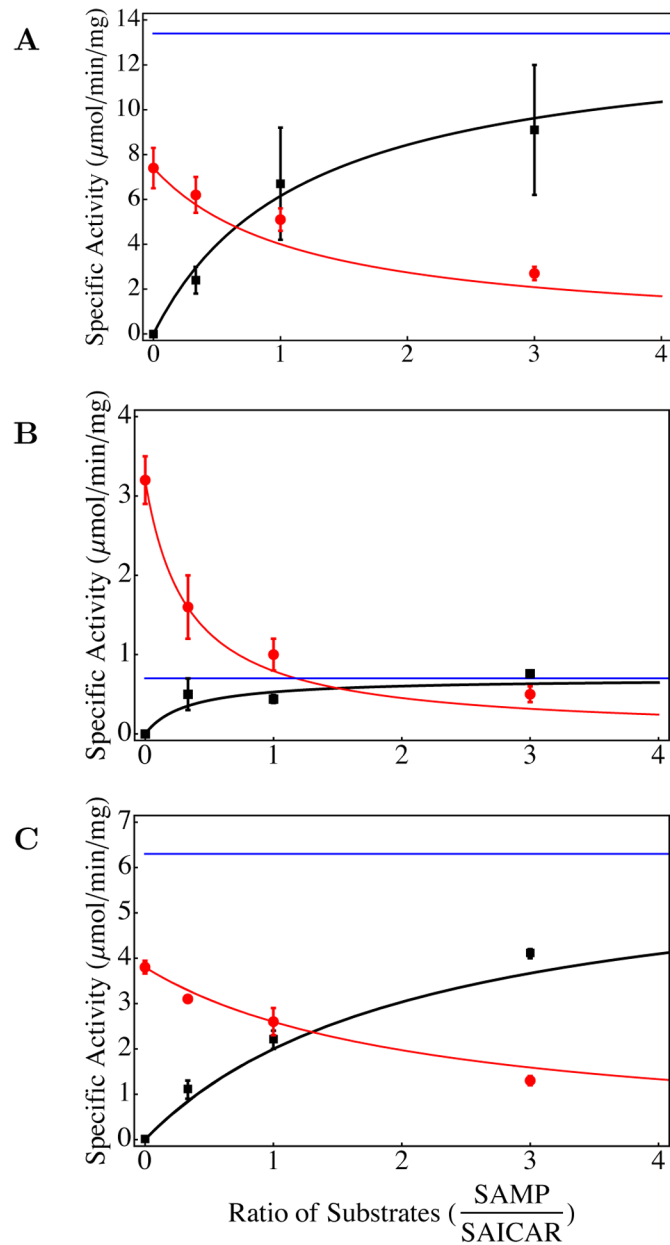 A
Specific Activity (μmol/min/mg)
14
12
10
8
6
4
2
0
0 1 2 3 4
B
Specific Activity (μmol/min/mg)
4
3
2
1
0
0 1 2 3 4
C
Specific Activity (μmol/min/mg)
7
6
5
4
3
2
1
0
0 1 2 3 4
Ratio of Substrates (SAMP/SAICAR)